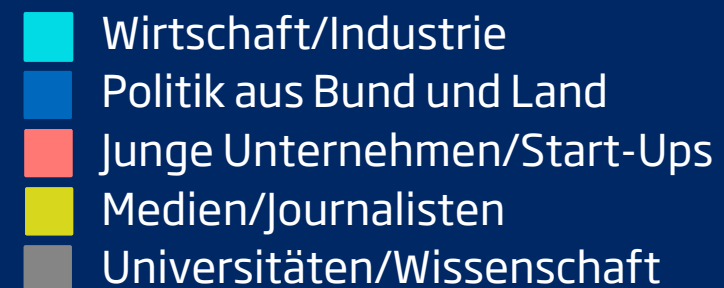 Wirtschaft/Industrie
Politik aus Bund und Land
Junge Unternehmen/Start-Ups
Medien/Journalisten
Universitäten/Wissenschaft